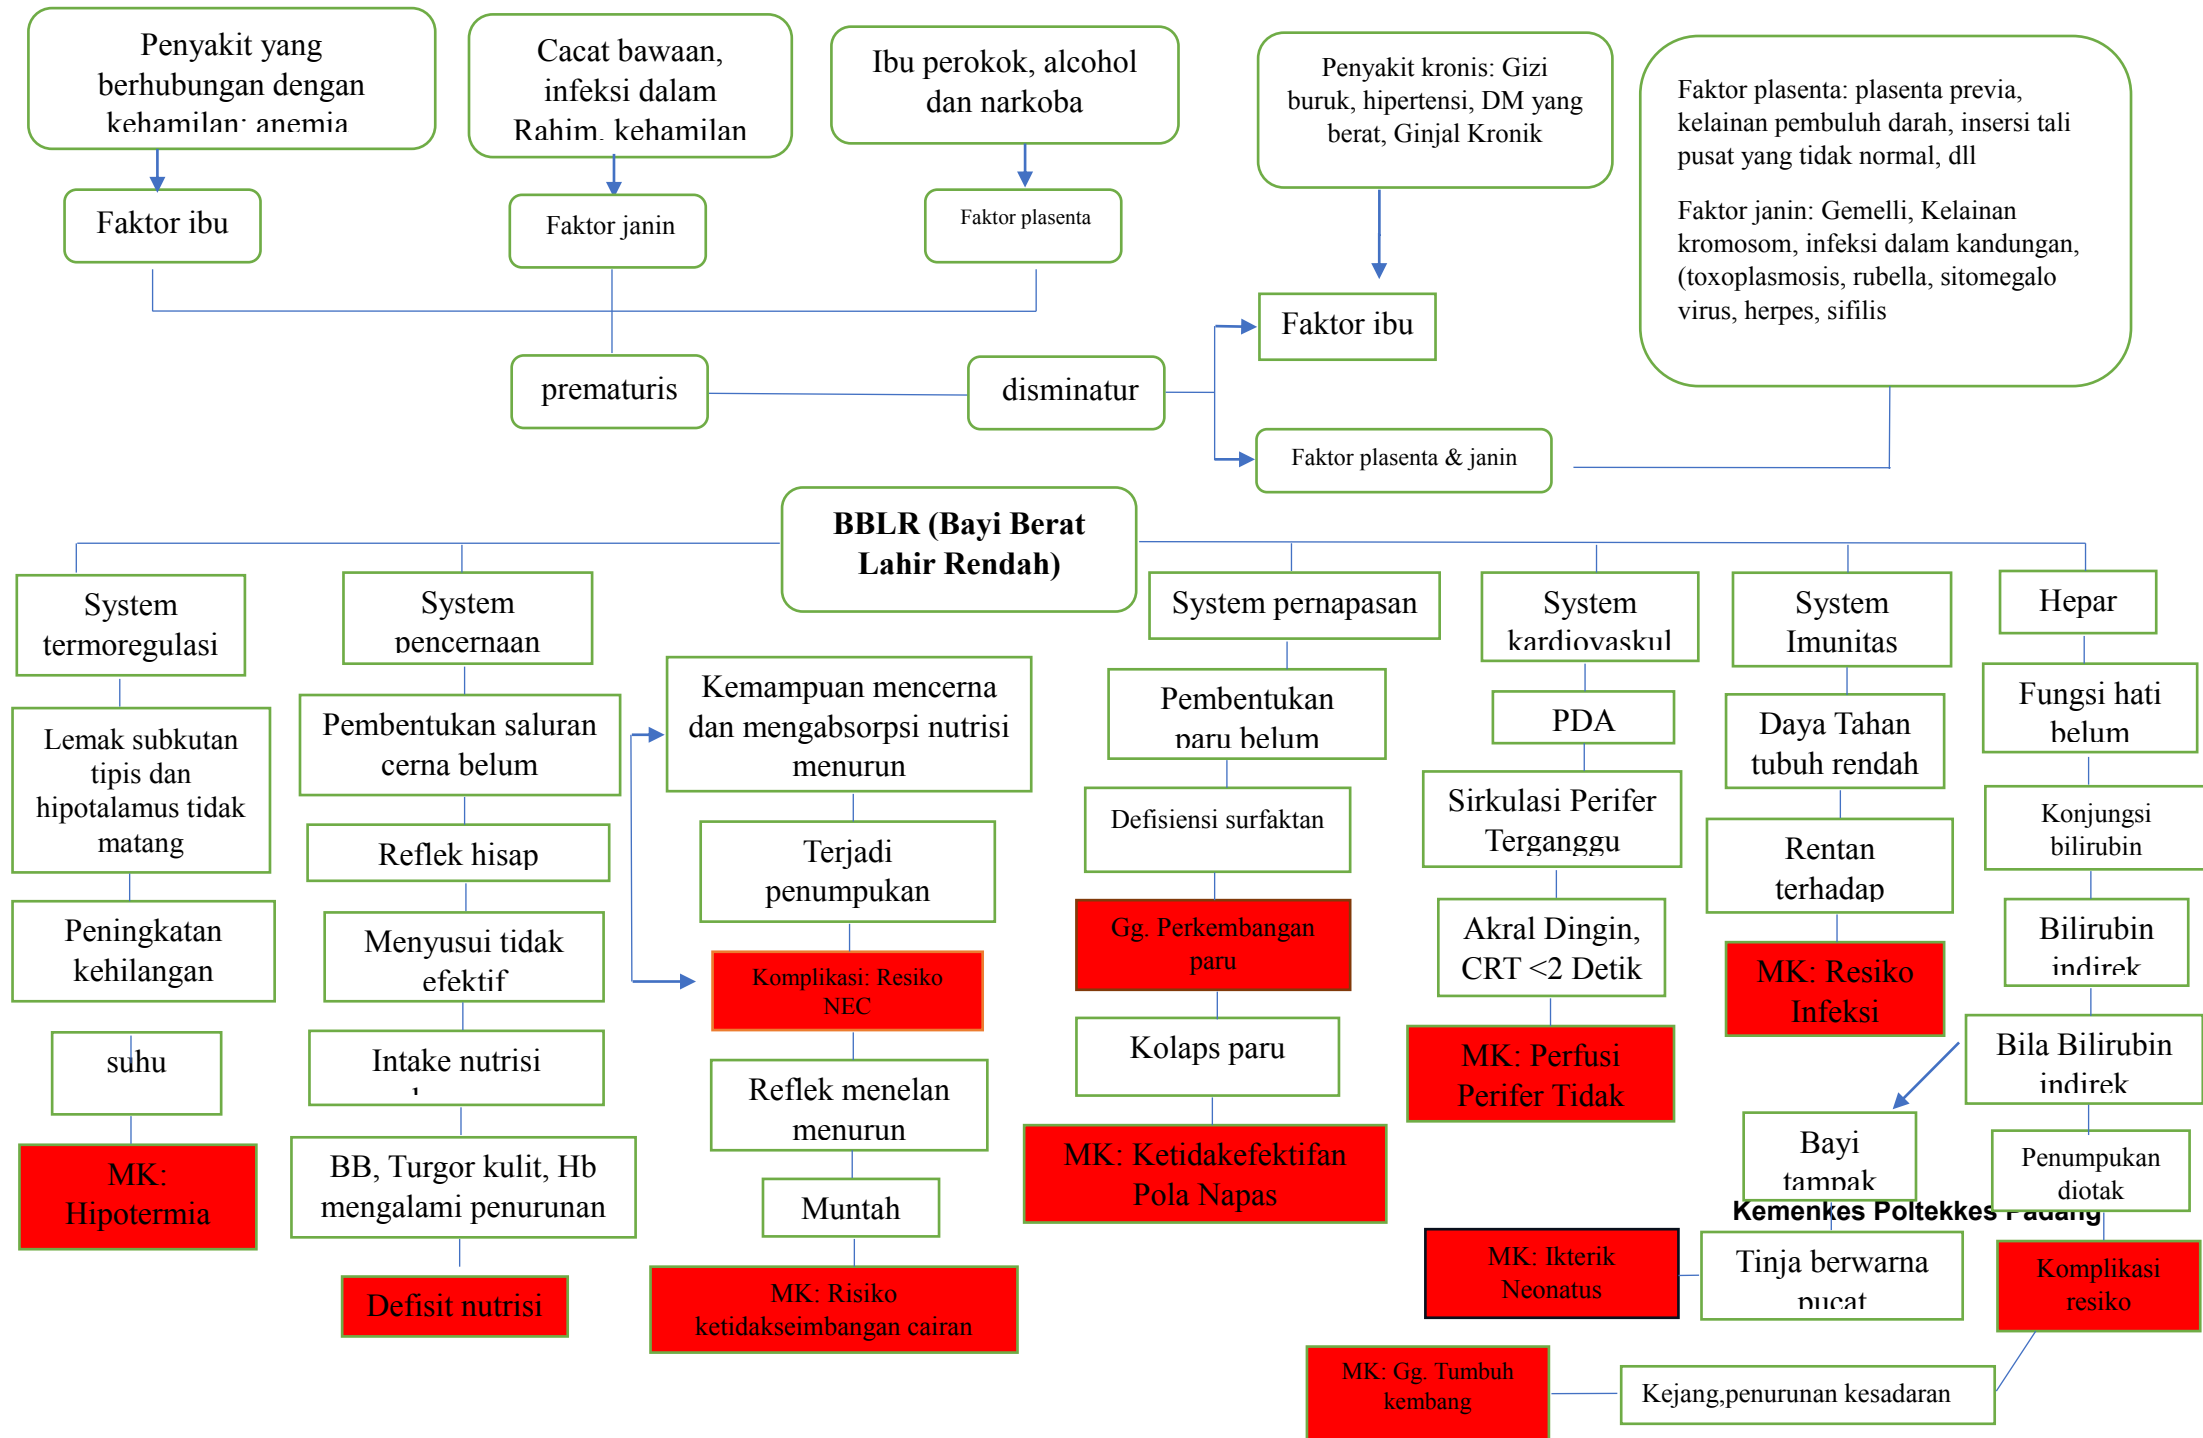 Penyakit yang
berhubungan dengan
kehamilan: anemia
Cacat bawaan,
infeksi dalam
Rahim, kehamilan
Ibu perokok, alcohol
dan narkoba
Penyakit kronis: Gizi
buruk, hipertensi, DM yang
berat, Ginjal Kronik
Faktor plasenta: plasenta previa,
kelainan pembuluh darah, insersi tali
pusat yang tidak normal, dll
Faktor janin: Gemelli, Kelainan
kromosom, infeksi dalam kandungan,
(toxoplasmosis, rubella, sitomegalo
virus, herpes, sifilis
Faktor ibu
Faktor janin
Faktor plasenta
Faktor ibu
prematuris
disminatur
Faktor plasenta & janin
BBLR (Bayi Berat
Lahir Rendah)
System
termoregulasi
Lemak subkutan
tipis dan
hipotalamus tidak
matang
Peningkatan
kehilangan
suhu
MK:
Hipotermia
System
pencernaan
Pembentukan saluran
cerna belum
Reflek hisap
Menyusui tidak
efektif
Intake nutrisi
BB, Turgor kulit, Hb
mengalami penurunan
Defisit nutrisi
Kemampuan mencerna
dan mengabsorpsi nutrisi
menurun
Terjadi
penumpukan
Komplikasi: Resiko
NEC
Reflek menelan
menurun
Muntah
MK: Risiko
ketidakseimbangan cairan
System pernapasan
Pembentukan
paru belum
Defisiensi surfaktan
Gg. Perkembangan
paru
Kolaps paru
MK: Ketidakefektifan
Pola Napas
System
kardiovaskul
PDA
Sirkulasi Perifer
Terganggu
Akral Dingin,
CRT <2 Detik
MK: Perfusi
Perifer Tidak
System
Imunitas
Daya Tahan
tubuh rendah
Rentan
terhadap
MK: Resiko
Infeksi
Hepar
Fungsi hati
belum
Konjungsi
bilirubin
Bilirubin
indirek
Bila Bilirubin
indirek
Bayi
tampak
Penumpukan
diotak
Kemenkes Poltekkes Padang
Tinja berwarna
pucat
MK: Ikterik
Neonatus
Komplikasi
resiko
Kejang,penurunan kesadaran
MK: Gg. Tumbuh
kembang